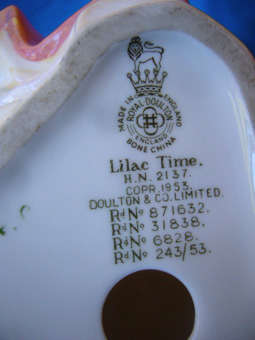 MADE IN ENGLAND
ROYAL DOULTON
ENGLAND
BONE CHINA
Lilac Time.
H.N. 2137.
COPR. 1953.
DOULTON & CO. LIMITED.
Rd No 871632.
Rd No 31838.
Rd No 6828.
Rd No 243/53.